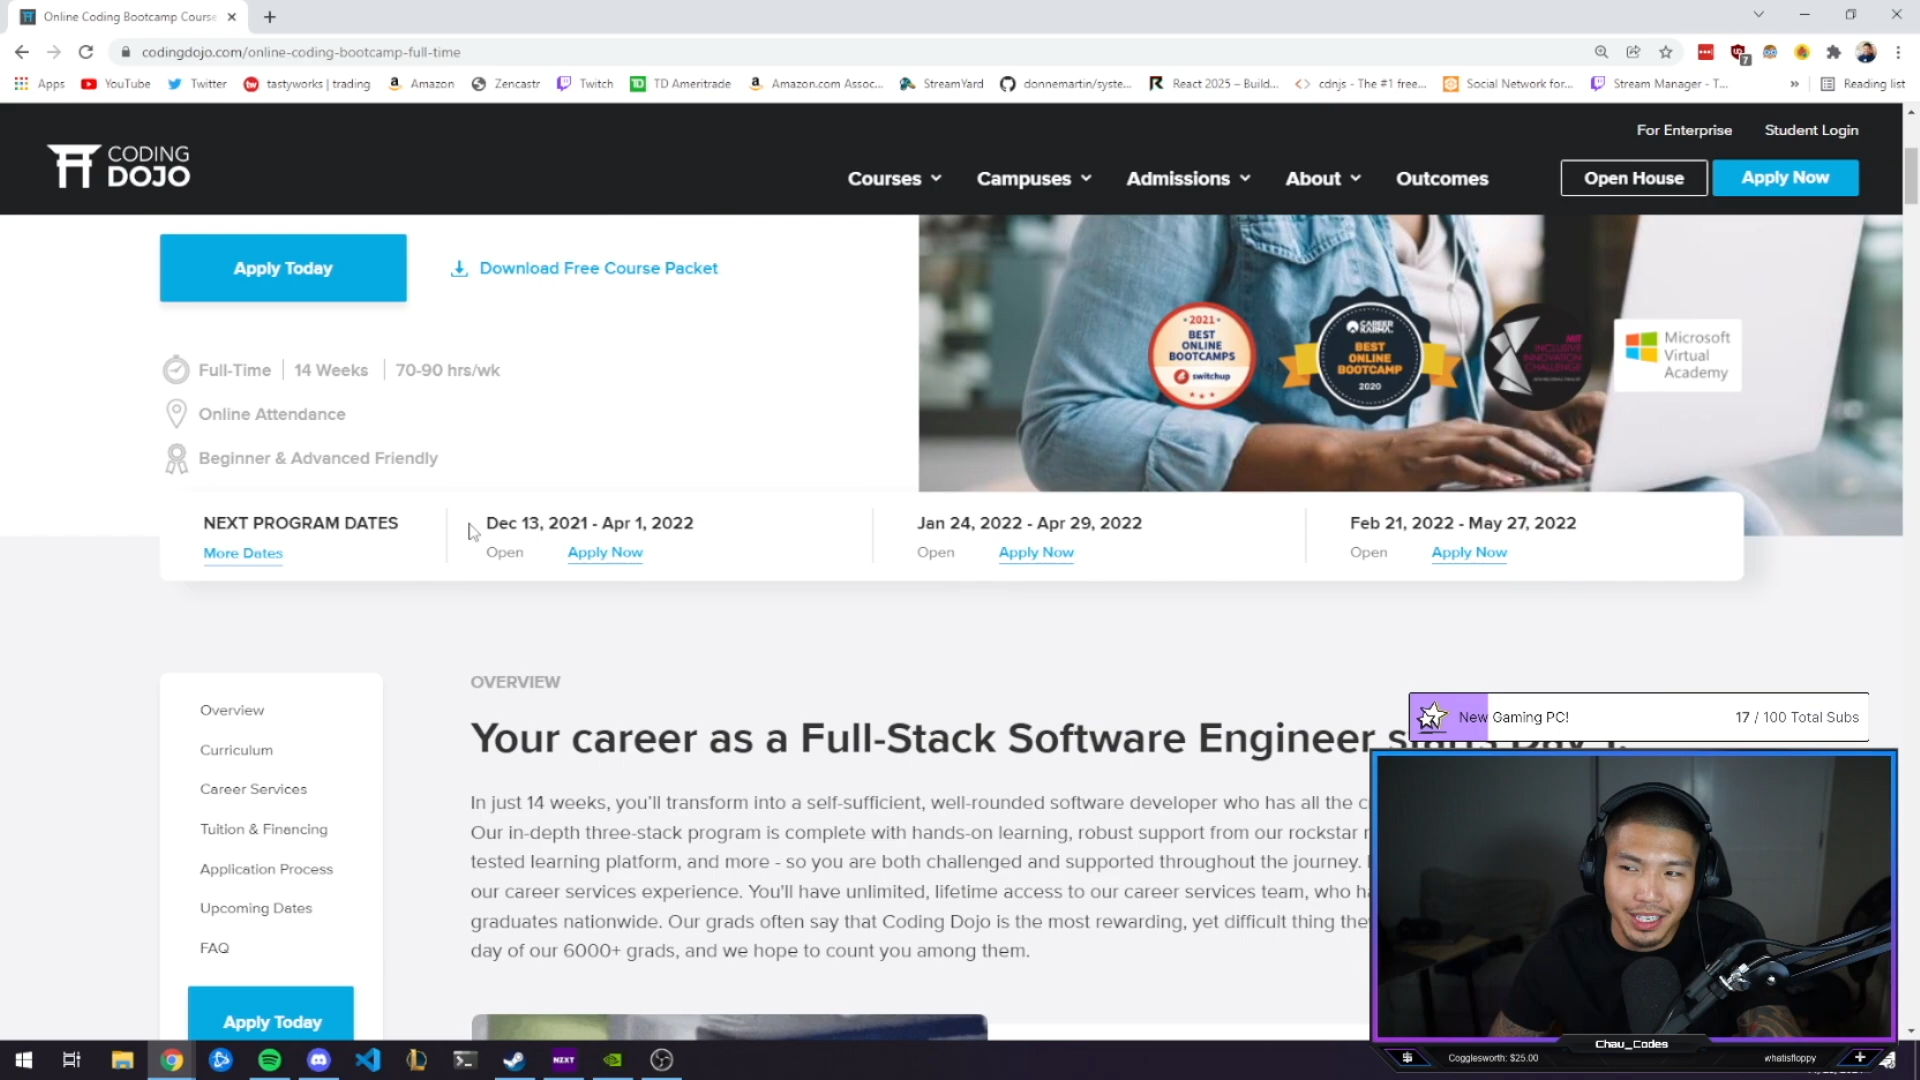 Online Coding Bootcamp Course
codingdojo.com/online-coding-bootcamp-full-time
7
Apps
YouTube
Twitter
tw
tastyworks | trading
Amazon
Zencastr
Twitch
TD Ameritrade
Amazon.com Assoc...
StreamYard
donnemartin/syste...
React 2025 – Build...
cdnjs - The #1 free...
Social Network for...
Stream Manager - T...
Reading list
For Enterprise
Student Login
CODING
DOJO
Courses
Campuses
Admissions
About
Outcomes
Open House
Apply Now
Apply Today
Download Free Course Packet
• 2021 •
BEST
ONLINE
BOOTCAMPS
switchup
CAREER
KARMA
BEST
ONLINE
BOOTCAMP
2020
MIT
INCLUSIVE
INNOVATION
CHALLENGE
Microsoft
Virtual
Academy
Full-Time
14 Weeks
70-90 hrs/wk
Online Attendance
Beginner & Advanced Friendly
NEXT PROGRAM DATES
More Dates
Dec 13, 2021 - Apr 1, 2022
Open
Apply Now
Jan 24, 2022 - Apr 29, 2022
Open
Apply Now
Feb 21, 2022 - May 27, 2022
Open
Apply Now
Overview
Curriculum
Career Services
Tuition & Financing
Application Process
Upcoming Dates
FAQ
Apply Today
OVERVIEW
Your career as a Full-Stack Software Engineer starts Day 1.
In just 14 weeks, you'll transform into a self-sufficient, well-rounded software developer who has all the c
Our in-depth three-stack program is complete with hands-on learning, robust support from our rockstar
tested learning platform, and more - so you are both challenged and supported throughout the journey.
our career services experience. You'll have unlimited, lifetime access to our career services team, who ha
graduates nationwide. Our grads often say that Coding Dojo is the most rewarding, yet difficult thing the
day of our 6000+ grads, and we hope to count you among them.
New Gaming PC!
17 / 100 Total Subs
Chau_Codes
Cogglesworth: $25.00
whatisfloppy
NZXT